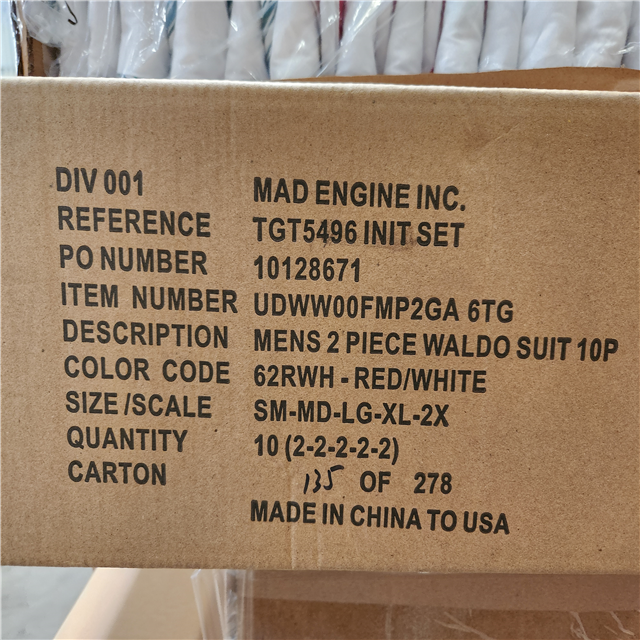 DIV 001 MAD ENGINE INC.
REFERENCE TGT5496 INIT SET
PO NUMBER 10128671
ITEM NUMBER UDWW00FMP2GA 6TG
DESCRIPTION MENS 2 PIECE WALDO SUIT 10P
COLOR CODE 62RWH - RED/WHITE
SIZE /SCALE SM-MD-LG-XL-2X
QUANTITY 10 (2-2-2-2-2)
CARTON 135 OF 278
MADE IN CHINA TO USA